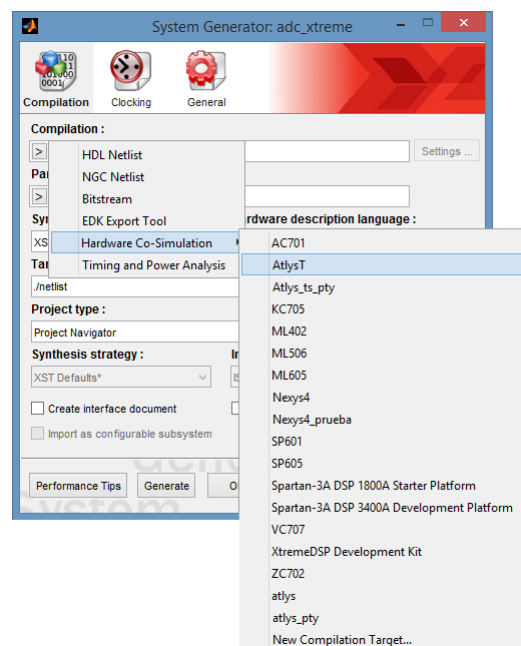 System Generator: adc_xtreme
Compilation
Clocking
General
Compilation :
>
Settings ...
HDL Netlist
NGC Netlist
Bitstream
EDK Export Tool
Hardware Co-Simulation
Timing and Power Analysis
Pa
>
Sy
rdware description language :
XS
Ta
./netlist
Project type :
Project Navigator
Synthesis strategy :
XST Defaults*
Create interface document
Import as configurable subsystem
Performance Tips
Generate
AC701
AtlysT
Atlys_ts_pty
KC705
ML402
ML506
ML605
Nexys4
Nexys4_prueba
SP601
SP605
Spartan-3A DSP 1800A Starter Platform
Spartan-3A DSP 3400A Development Platform
VC707
XtremeDSP Development Kit
ZC702
atlys
atlys_pty
New Compilation Target...